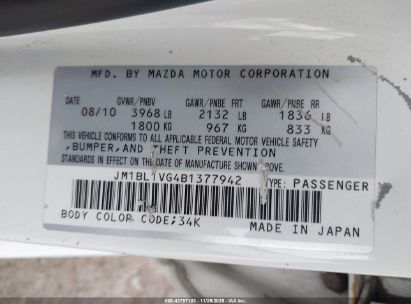 MFD. BY MAZDA MOTOR CORPORATION
DATE GVWR/PNBV GAWR/PNBE FRT GAWR/PNBE RR
08/10 3968 LB 2132 LB 1836 LB
1800 KG 967 KG 833 KG
THIS VEHICLE CONFORMS TO ALL APPLICABLE FEDERAL MOTOR VEHICLE SAFETY
,BUMPER,AND THEFT PREVENTION
STANDARDS IN EFFECT ON THE DATE OF MANUFACTURE SHOWN ABOVE.
VG4B1377942 TYPE:PASSENGER
BODY COLOR CODE:34K MADE IN JAPAN